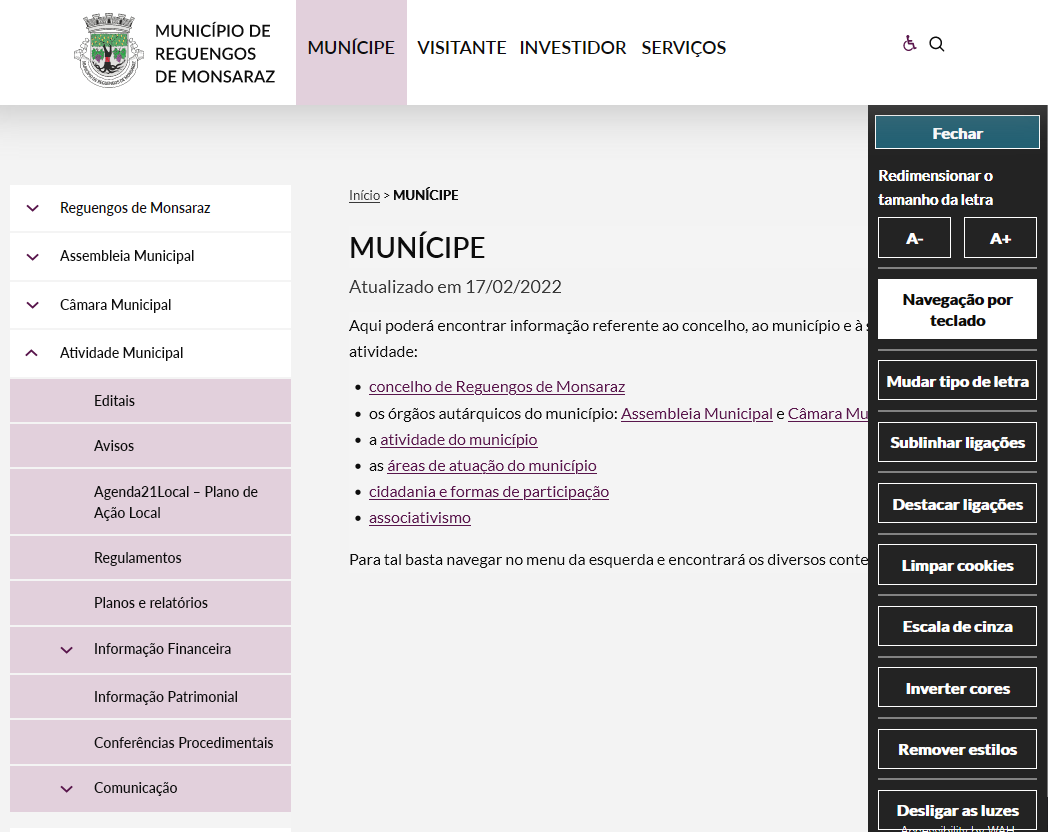 MUNICÍPIO DE
REGUENGOS
DE MONSARAZ
MUNÍCIPE
VISITANTE
INVESTIDOR
SERVIÇOS
Reguengos de Monsaraz
Assembleia Municipal
Câmara Municipal
Atividade Municipal
Editais
Avisos
Agenda21Local – Plano de
Ação Local
Regulamentos
Planos e relatórios
Informação Financeira
Informação Patrimonial
Conferências Procedimentais
Comunicação
Início > MUNÍCIPE
MUNÍCIPE
Atualizado em 17/02/2022
Aqui poderá encontrar informação referente ao concelho, ao município e à
atividade:
• concelho de Reguengos de Monsaraz
• os órgãos autárquicos do município: Assembleia Municipal e Câmara Mu
• a atividade do município
• as áreas de atuação do município
• cidadania e formas de participação
• associativismo
Para tal basta navegar no menu da esquerda e encontrará os diversos conte
Fechar
Redimensionar o
tamanho da letra
A-
A+
Navegação por
teclado
Mudar tipo de letra
Sublinhar ligações
Destacar ligações
Limpar cookies
Escala de cinza
Inverter cores
Remover estilos
Desligar as luzes
Accessibility by WAH